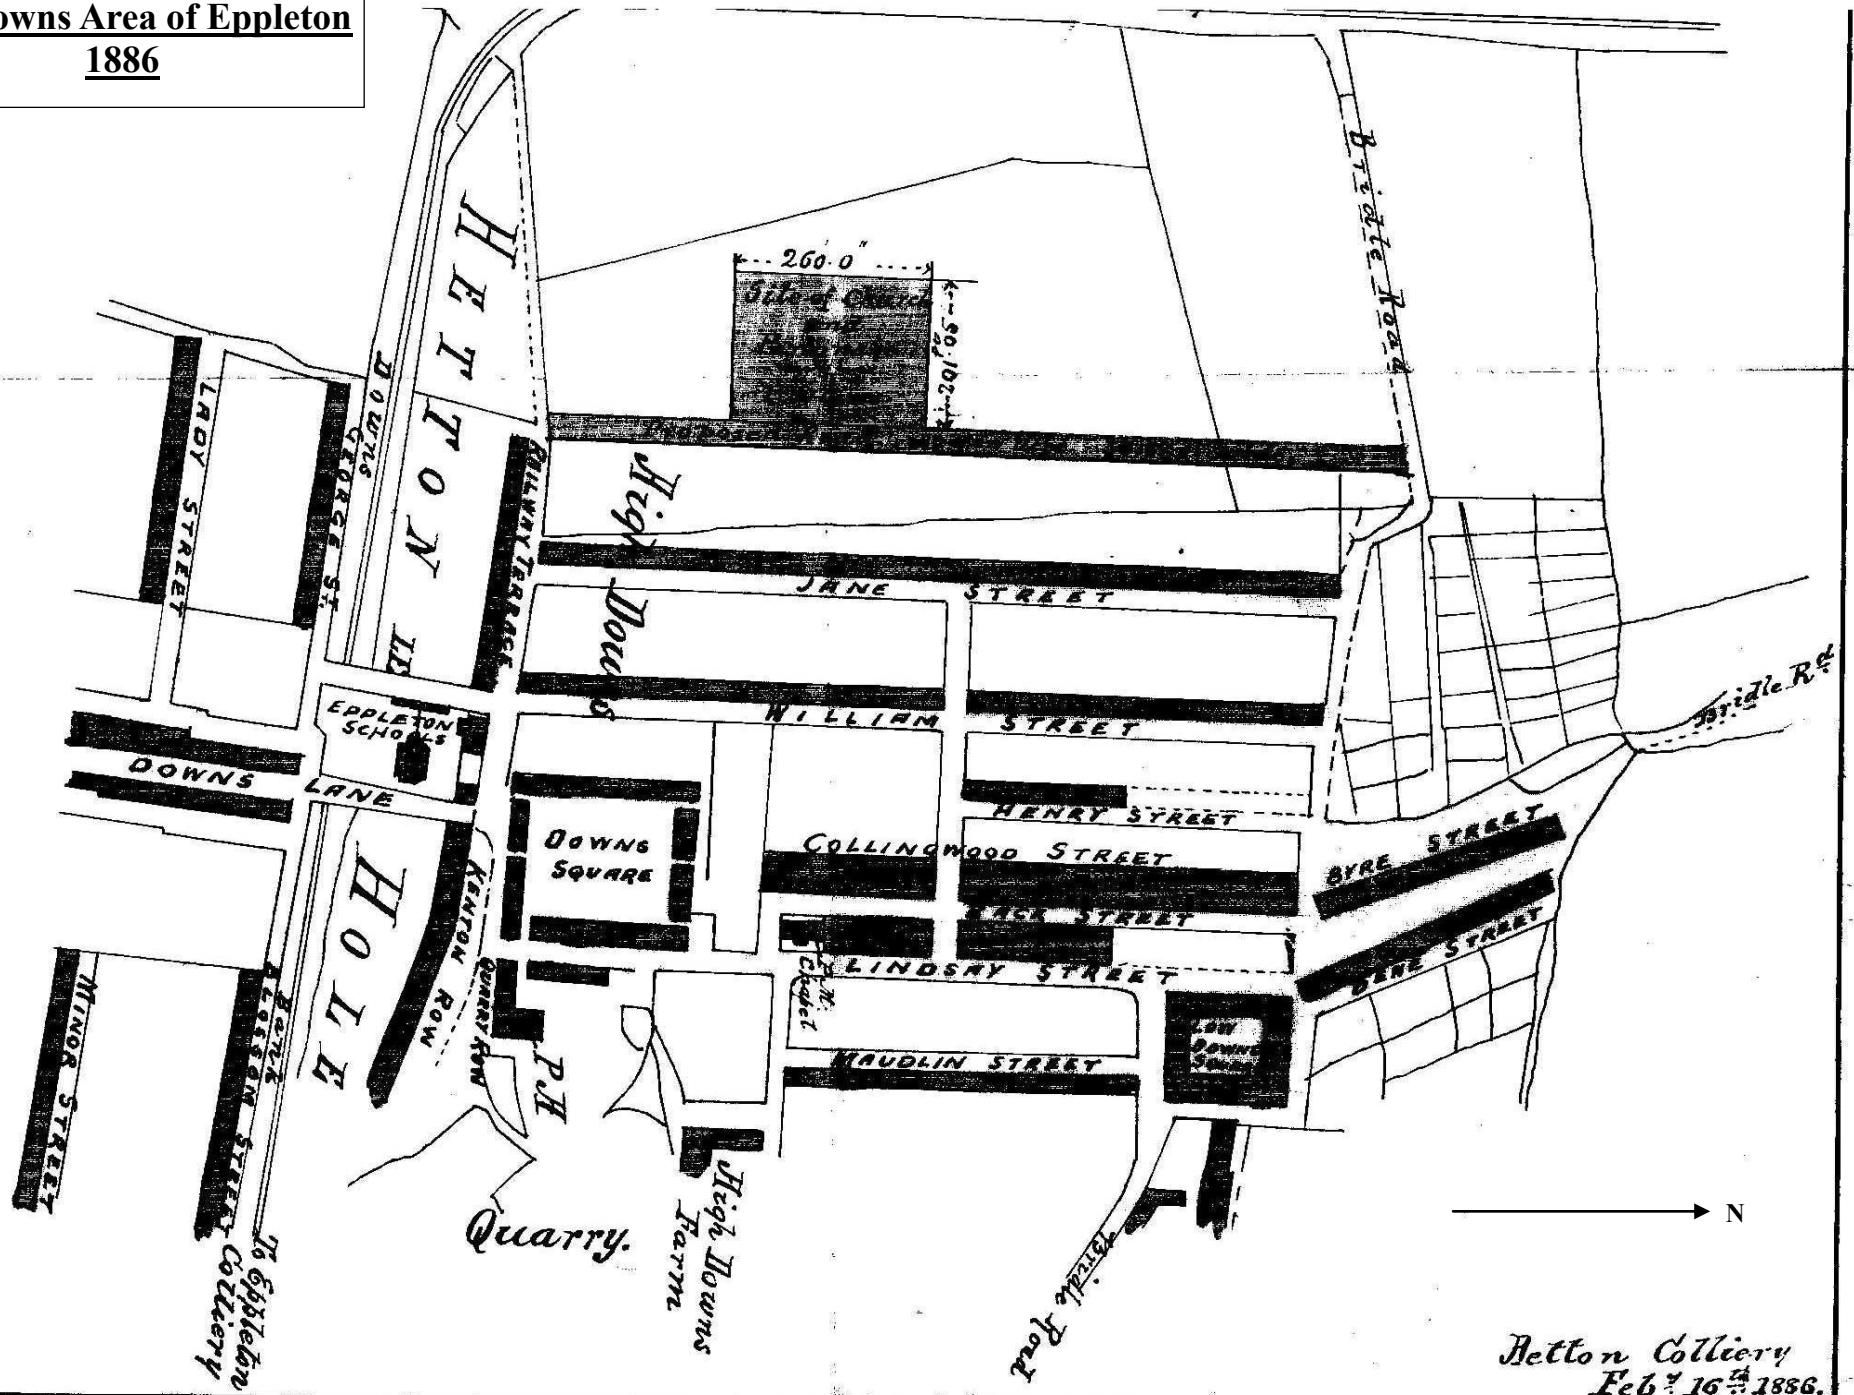 owns Area of Eppleton
1886
HETTON LE HOLE
Bridle Road
260·0"
Site of Church
and
Downs
LADY STREET
GEORGE ST.
RAILWAY TERRACE
High Downs
JANE STREET
EPPLETON
SCHOOLS
WILLIAM STREET
DOWNS LANE
HENRY STREET
DOWNS
SQUARE
COLLINGWOOD STREET
BYRE STREET
Bridle Rd
KENTON ROW
BACK STREET
DENE STREET
P.M.
Chapel
LINDSAY STREET
QUARRY ROW
LOW
DOWNS
SQUARE
MINOR STREET
Bank
BLOSSOM STREET
MAUDLIN STREET
P.H
Quarry.
High Downs
Farm
N
Bridle Road
To Eppleton
Colliery
Hetton Colliery
Feby 16th 1886.